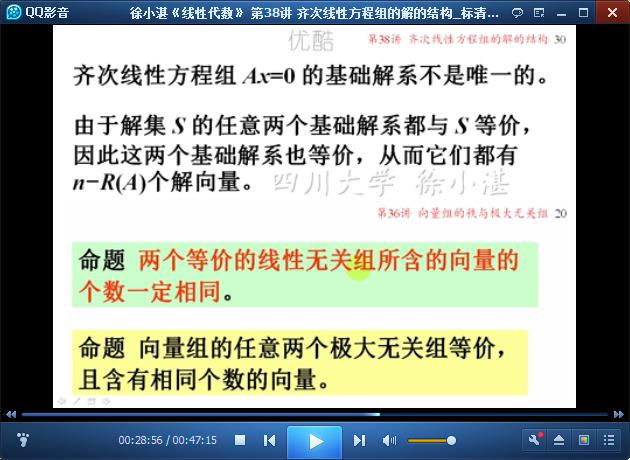 QQ影音
徐小湛《线性代数》 第38讲 齐次线性方程组的解的结构_标清...
优酷
第38讲 齐次线性方程组的解的结构 30
齐次线性方程组 Ax=0 的基础解系不是唯一的。
由于解集 S 的任意两个基础解系都与 S 等价，
因此这两个基础解系也等价，从而它们都有
n−R(A)个解向量。
四川大学 徐小湛
第36讲 向量组的秩与极大无关组 20
命题 两个等价的线性无关组所含的向量的
个数一定相同。
命题 向量组的任意两个极大无关组等价，
且含有相同个数的向量。
00:28:56 / 00:47:15